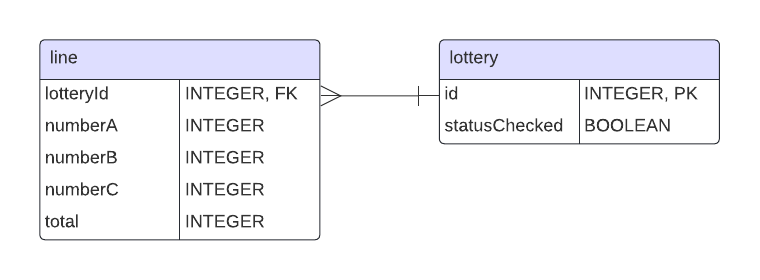 line
lotteryId INTEGER, FK
numberA INTEGER
numberB INTEGER
numberC INTEGER
total INTEGER
lottery
id INTEGER, PK
statusChecked BOOLEAN